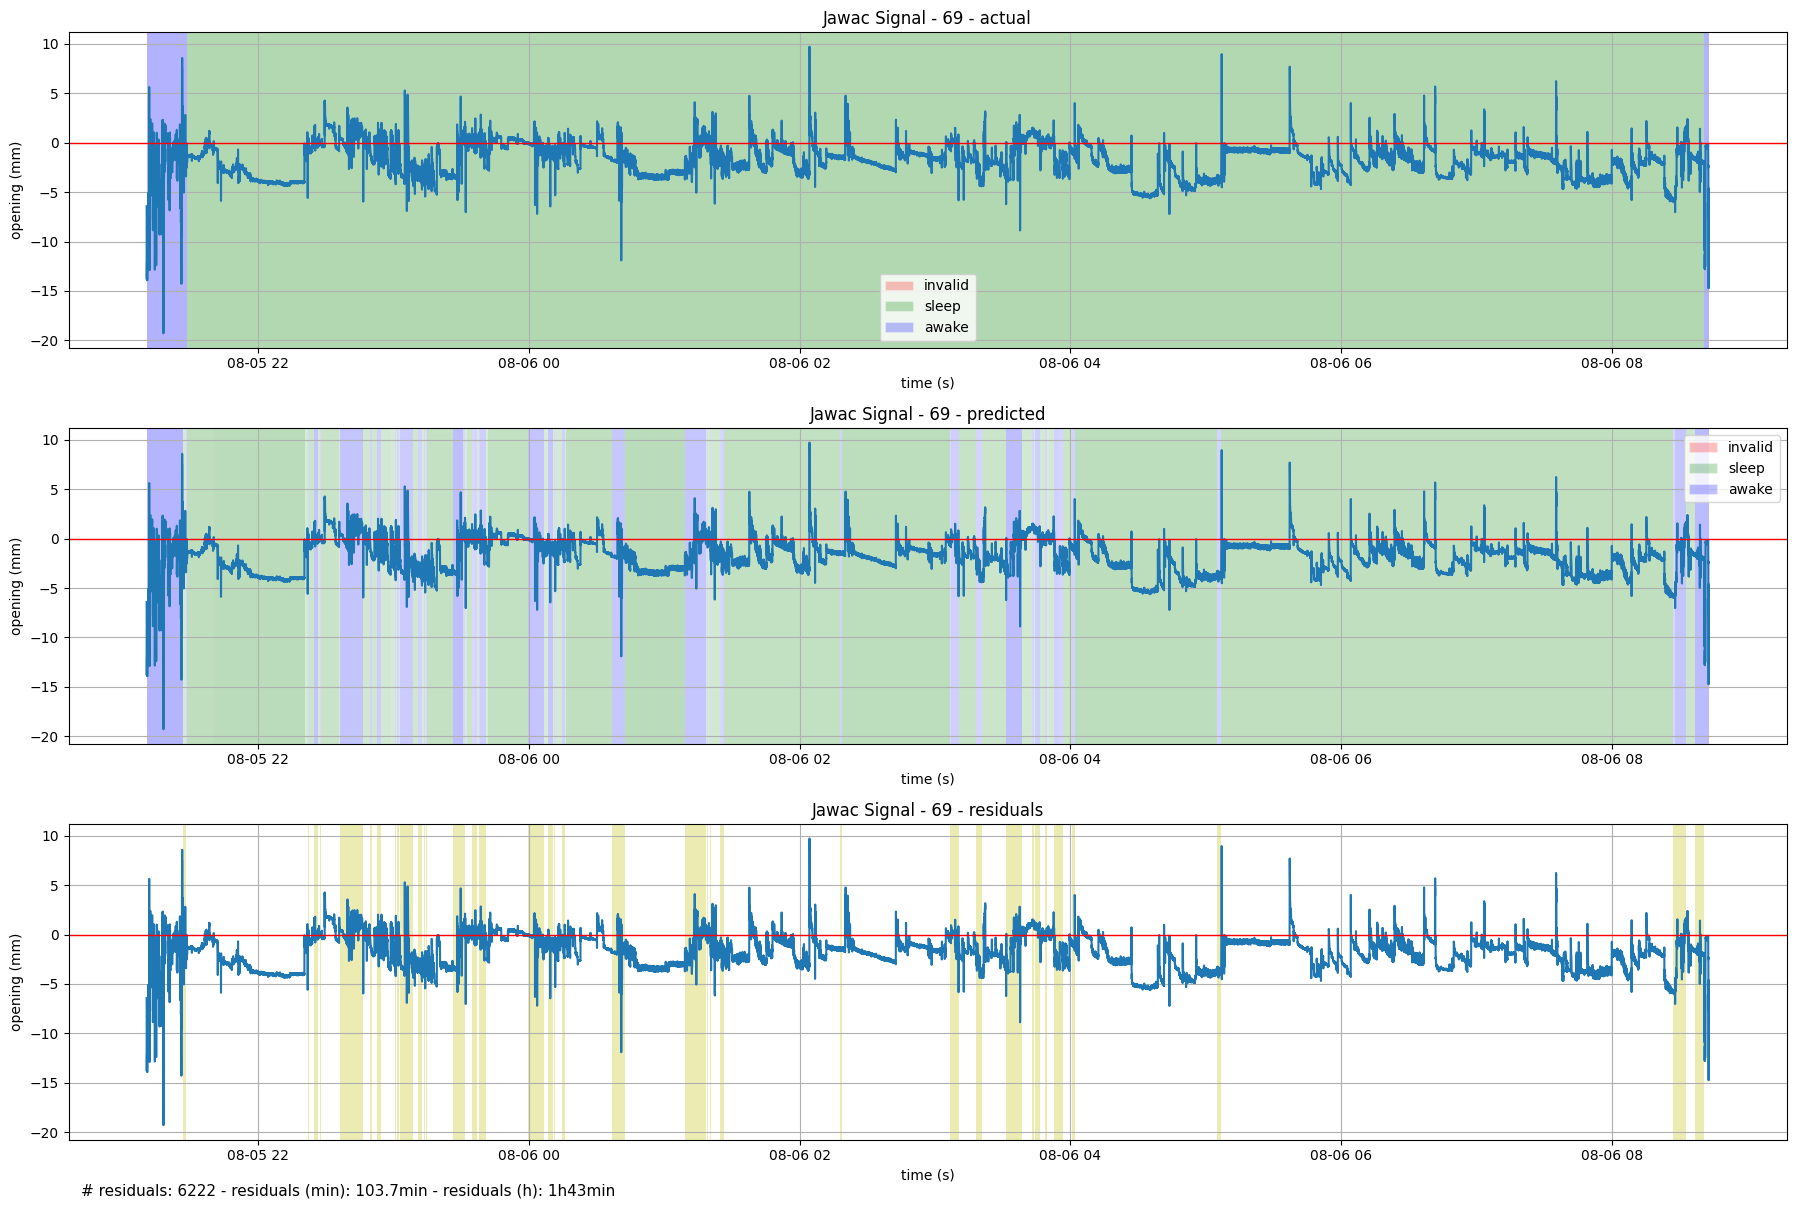 Jawac Signal - 69 - actual
10
5
0
−5
−10
−15
−20
opening (mm)
invalid
sleep
awake
08-05 22
08-06 00
08-06 02
08-06 04
08-06 06
08-06 08
time (s)
Jawac Signal - 69 - predicted
10
5
0
−5
−10
−15
−20
opening (mm)
invalid
sleep
awake
08-05 22
08-06 00
08-06 02
08-06 04
08-06 06
08-06 08
time (s)
Jawac Signal - 69 - residuals
10
5
0
−5
−10
−15
−20
opening (mm)
08-05 22
08-06 00
08-06 02
08-06 04
08-06 06
08-06 08
time (s)
# residuals: 6222 - residuals (min): 103.7min - residuals (h): 1h43min